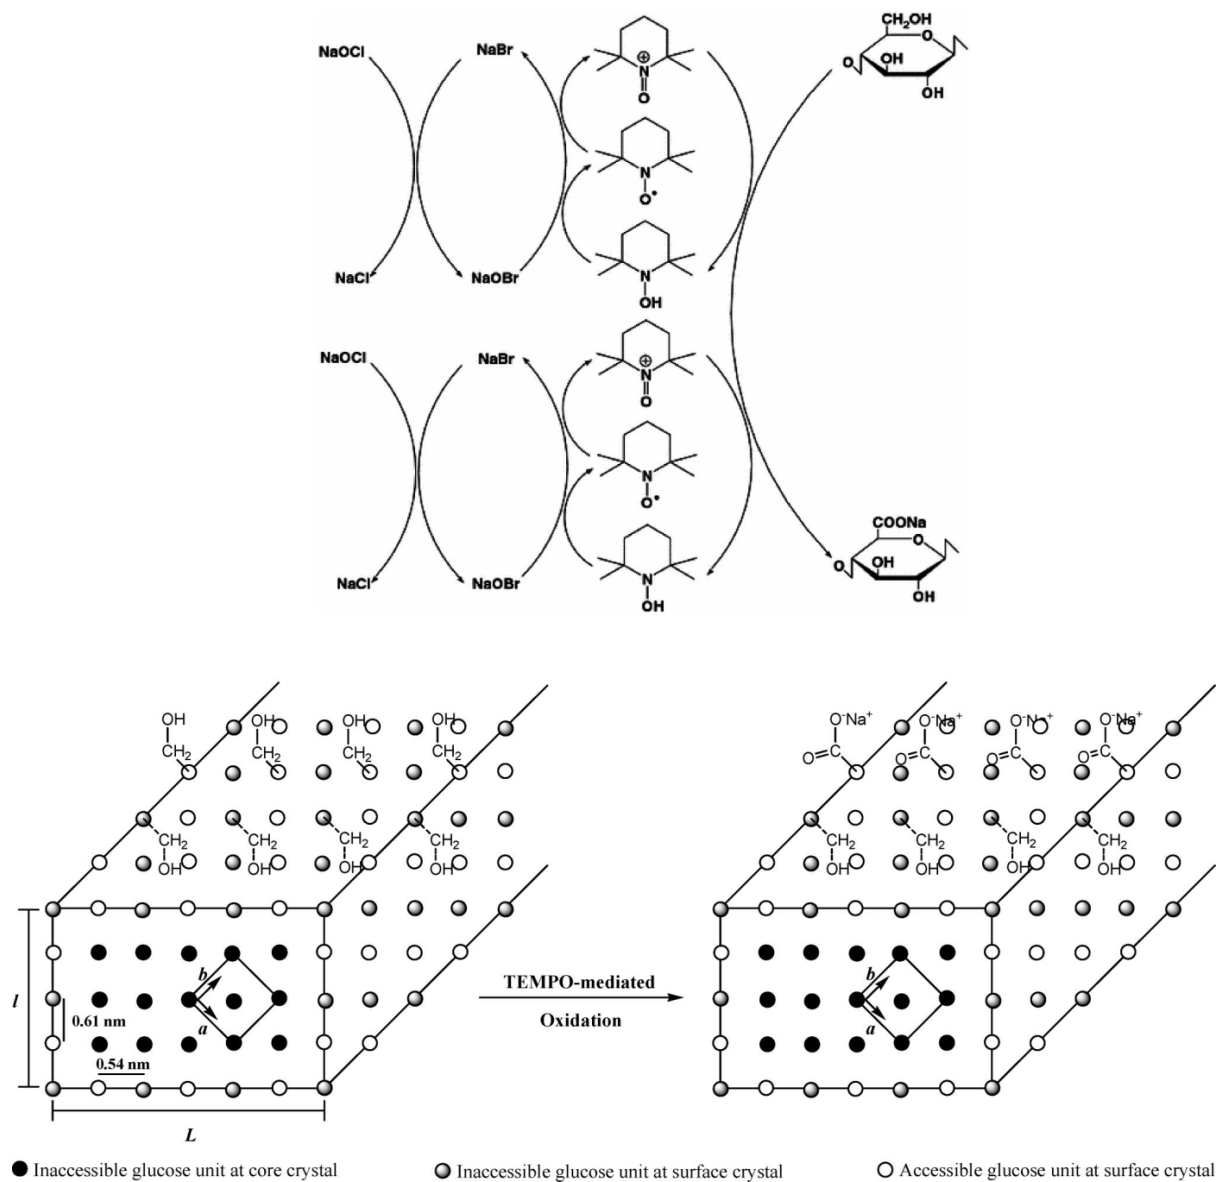 CH2OH
NaOCl NaBr N O O
OH
O
OH
N
O•
NaCl NaOBr N
OH
NaOCl NaBr N
O
N
O•
COONa
O
OH
O
NaCl NaOBr N OH
OH
OH OH OH OH
CH2 CH2 CH2 CH2
CH2 CH2 CH2 CH2
OH OH OH OH
O-Na+ O-Na+ O-Na+ O-Na+
O=C O=C O=C O=C
CH2 CH2 CH2 CH2
OH OH OH OH
b
a
l
0.61 nm
0.54 nm
L
TEMPO-mediated
Oxidation
b
a
Inaccessible glucose unit at core crystal
Inaccessible glucose unit at surface crystal
Accessible glucose unit at surface crystal